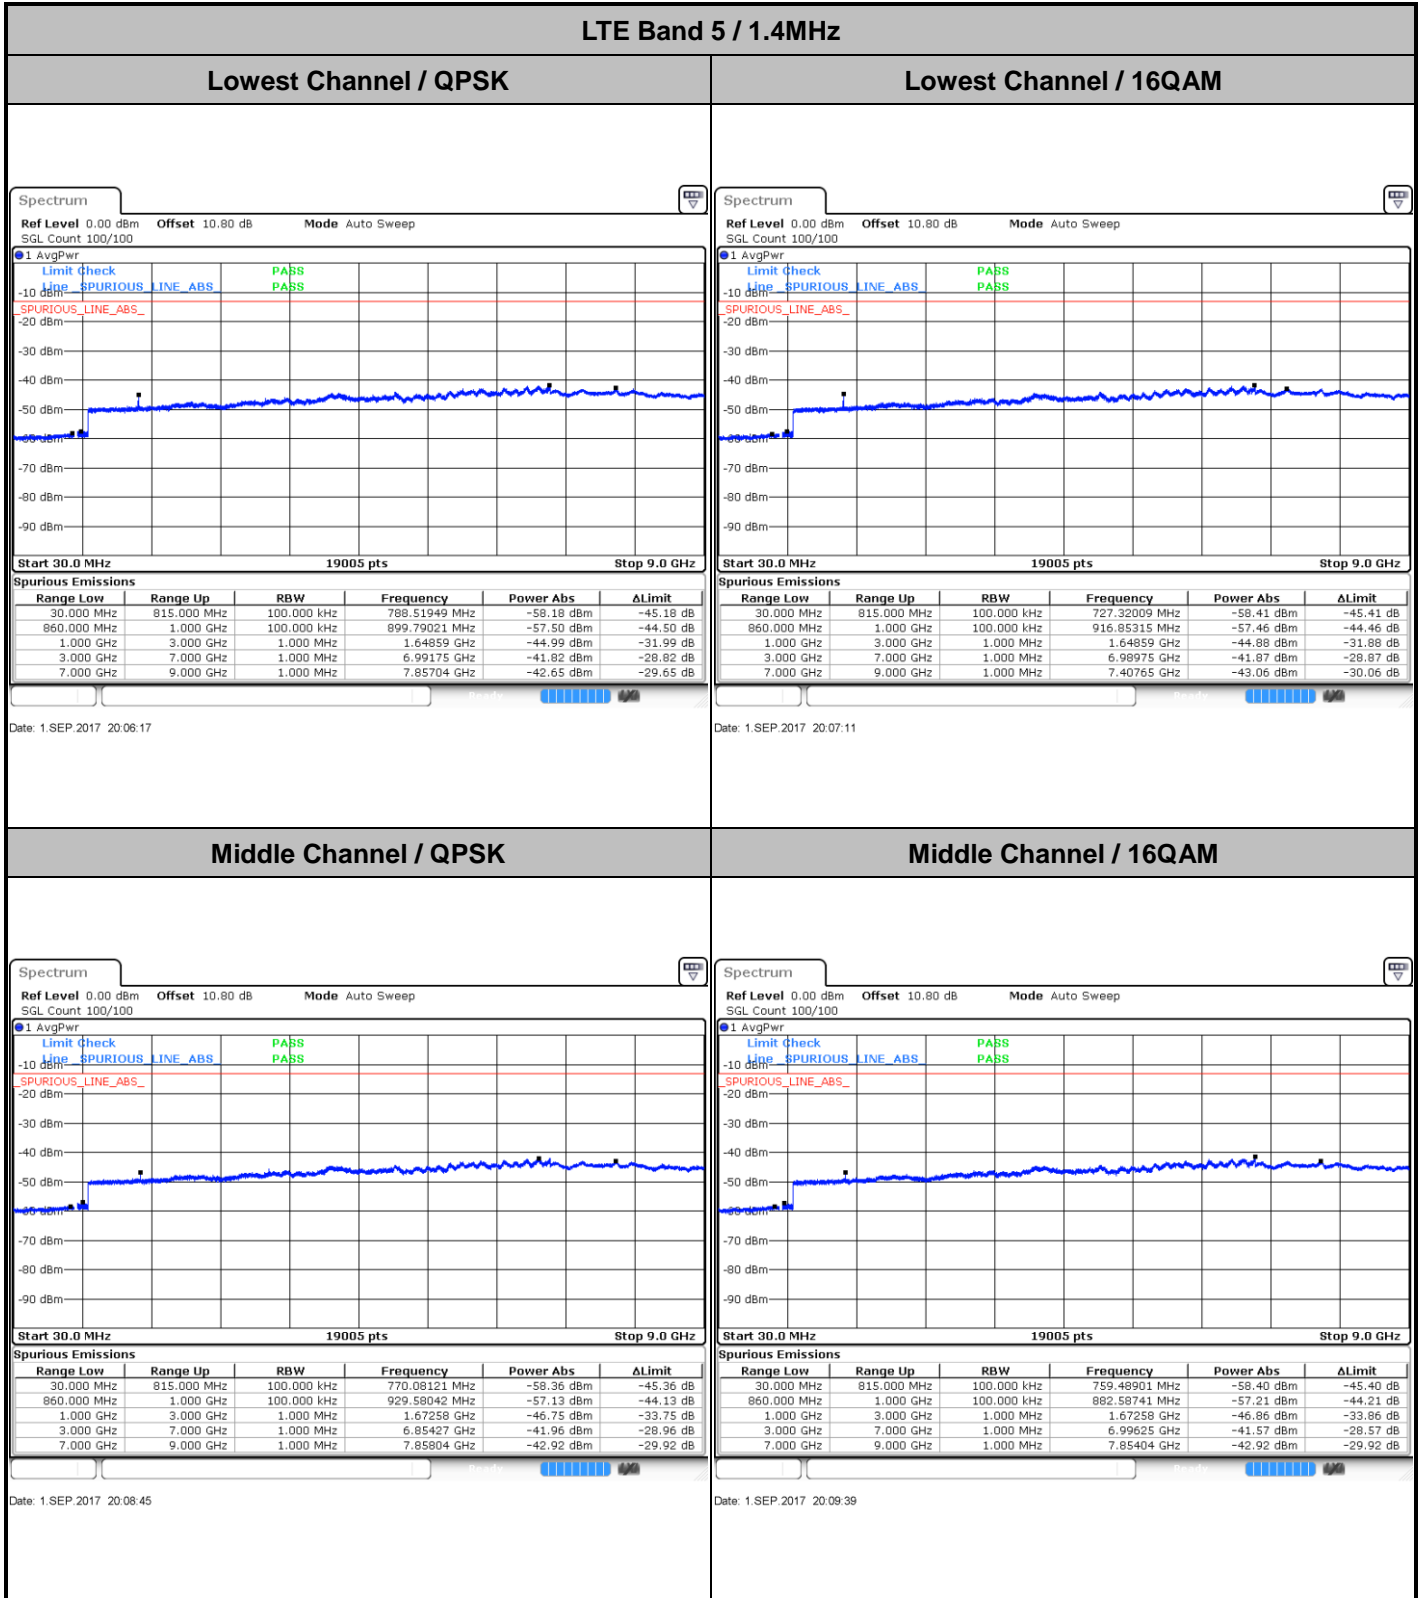 LTE Band 5 / 1.4MHz
Lowest Channel / QPSK
Lowest Channel / 16QAM
Spectrum
Ref Level 0.00 dBm Offset 10.80 dB Mode Auto Sweep
SGL Count 100/100
1 AvgPwr
Limit Check PASS
Line _SPURIOUS_LINE_ABS_ PASS
-10 dBm
_SPURIOUS_LINE_ABS_
-20 dBm
-30 dBm
-40 dBm
-50 dBm
-60 dBm
-70 dBm
-80 dBm
-90 dBm
Start 30.0 MHz 19005 pts Stop 9.0 GHz
Spurious Emissions
Range Low Range Up RBW Frequency Power Abs ΔLimit
30.000 MHz 815.000 MHz 100.000 kHz 788.51949 MHz -58.18 dBm -45.18 dB
860.000 MHz 1.000 GHz 100.000 kHz 899.79021 MHz -57.50 dBm -44.50 dB
1.000 GHz 3.000 GHz 1.000 MHz 1.64859 GHz -44.99 dBm -31.99 dB
3.000 GHz 7.000 GHz 1.000 MHz 6.99175 GHz -41.82 dBm -28.82 dB
7.000 GHz 9.000 GHz 1.000 MHz 7.85704 GHz -42.65 dBm -29.65 dB
Ready
Date: 1.SEP.2017 20:06:17
Spectrum
Ref Level 0.00 dBm Offset 10.80 dB Mode Auto Sweep
SGL Count 100/100
1 AvgPwr
Limit Check PASS
Line _SPURIOUS_LINE_ABS_ PASS
-10 dBm
_SPURIOUS_LINE_ABS_
-20 dBm
-30 dBm
-40 dBm
-50 dBm
-60 dBm
-70 dBm
-80 dBm
-90 dBm
Start 30.0 MHz 19005 pts Stop 9.0 GHz
Spurious Emissions
Range Low Range Up RBW Frequency Power Abs ΔLimit
30.000 MHz 815.000 MHz 100.000 kHz 727.32009 MHz -58.41 dBm -45.41 dB
860.000 MHz 1.000 GHz 100.000 kHz 916.85315 MHz -57.46 dBm -44.46 dB
1.000 GHz 3.000 GHz 1.000 MHz 1.64859 GHz -44.88 dBm -31.88 dB
3.000 GHz 7.000 GHz 1.000 MHz 6.98975 GHz -41.87 dBm -28.87 dB
7.000 GHz 9.000 GHz 1.000 MHz 7.40765 GHz -43.06 dBm -30.06 dB
Ready
Date: 1.SEP.2017 20:07:11
Middle Channel / QPSK
Middle Channel / 16QAM
Spectrum
Ref Level 0.00 dBm Offset 10.80 dB Mode Auto Sweep
SGL Count 100/100
1 AvgPwr
Limit Check PASS
Line _SPURIOUS_LINE_ABS_ PASS
-10 dBm
_SPURIOUS_LINE_ABS_
-20 dBm
-30 dBm
-40 dBm
-50 dBm
-60 dBm
-70 dBm
-80 dBm
-90 dBm
Start 30.0 MHz 19005 pts Stop 9.0 GHz
Spurious Emissions
Range Low Range Up RBW Frequency Power Abs ΔLimit
30.000 MHz 815.000 MHz 100.000 kHz 770.08121 MHz -58.36 dBm -45.36 dB
860.000 MHz 1.000 GHz 100.000 kHz 929.58042 MHz -57.13 dBm -44.13 dB
1.000 GHz 3.000 GHz 1.000 MHz 1.67258 GHz -46.75 dBm -33.75 dB
3.000 GHz 7.000 GHz 1.000 MHz 6.85427 GHz -41.96 dBm -28.96 dB
7.000 GHz 9.000 GHz 1.000 MHz 7.85804 GHz -42.92 dBm -29.92 dB
Ready
Date: 1.SEP.2017 20:08:45
Spectrum
Ref Level 0.00 dBm Offset 10.80 dB Mode Auto Sweep
SGL Count 100/100
1 AvgPwr
Limit Check PASS
Line _SPURIOUS_LINE_ABS_ PASS
-10 dBm
_SPURIOUS_LINE_ABS_
-20 dBm
-30 dBm
-40 dBm
-50 dBm
-60 dBm
-70 dBm
-80 dBm
-90 dBm
Start 30.0 MHz 19005 pts Stop 9.0 GHz
Spurious Emissions
Range Low Range Up RBW Frequency Power Abs ΔLimit
30.000 MHz 815.000 MHz 100.000 kHz 759.48901 MHz -58.40 dBm -45.40 dB
860.000 MHz 1.000 GHz 100.000 kHz 882.58741 MHz -57.21 dBm -44.21 dB
1.000 GHz 3.000 GHz 1.000 MHz 1.67258 GHz -46.86 dBm -33.86 dB
3.000 GHz 7.000 GHz 1.000 MHz 6.99625 GHz -41.57 dBm -28.57 dB
7.000 GHz 9.000 GHz 1.000 MHz 7.85404 GHz -42.92 dBm -29.92 dB
Ready
Date: 1.SEP.2017 20:09:39